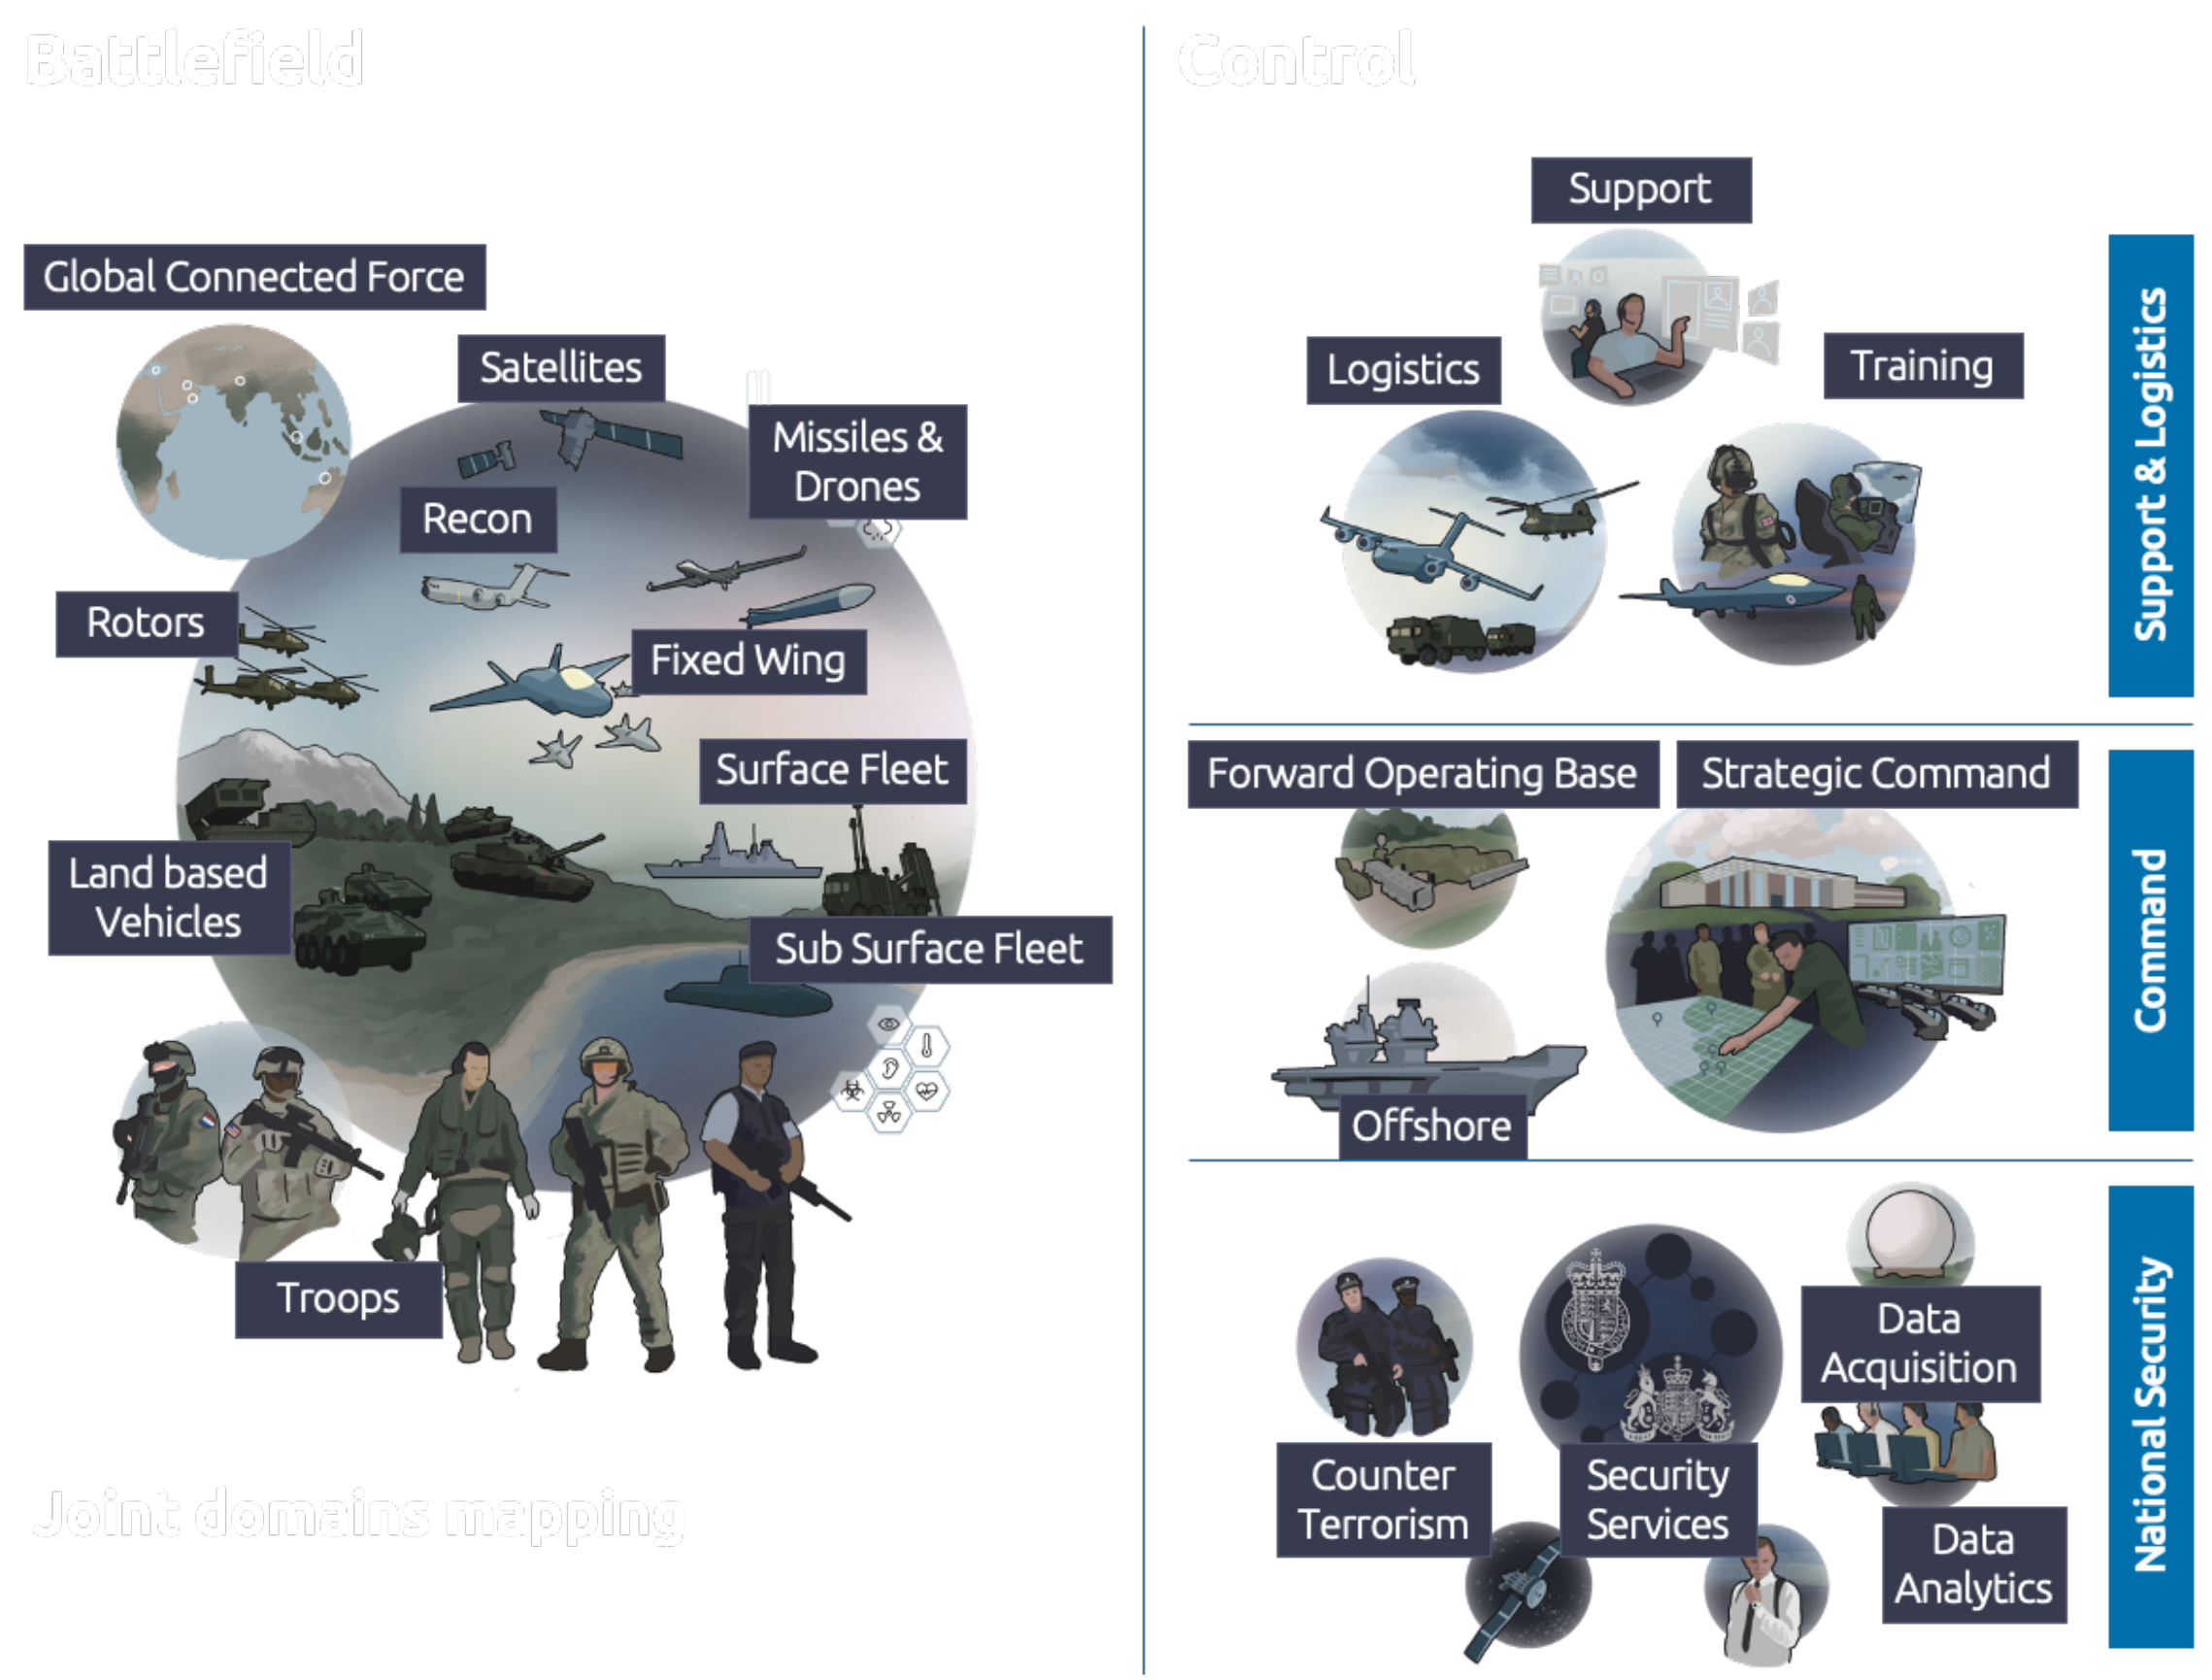 Battlefield
Global Connected Force
Satellites
Missiles &
Drones
Recon
Rotors
Fixed Wing
Surface Fleet
Land based
Vehicles
Sub Surface Fleet
Troops
Joint domains mapping
Control
Support
Logistics
Training
Support & Logistics
Forward Operating Base
Strategic Command
Offshore
Command
Data
Acquisition
Counter
Terrorism
Security
Services
Data
Analytics
National Security